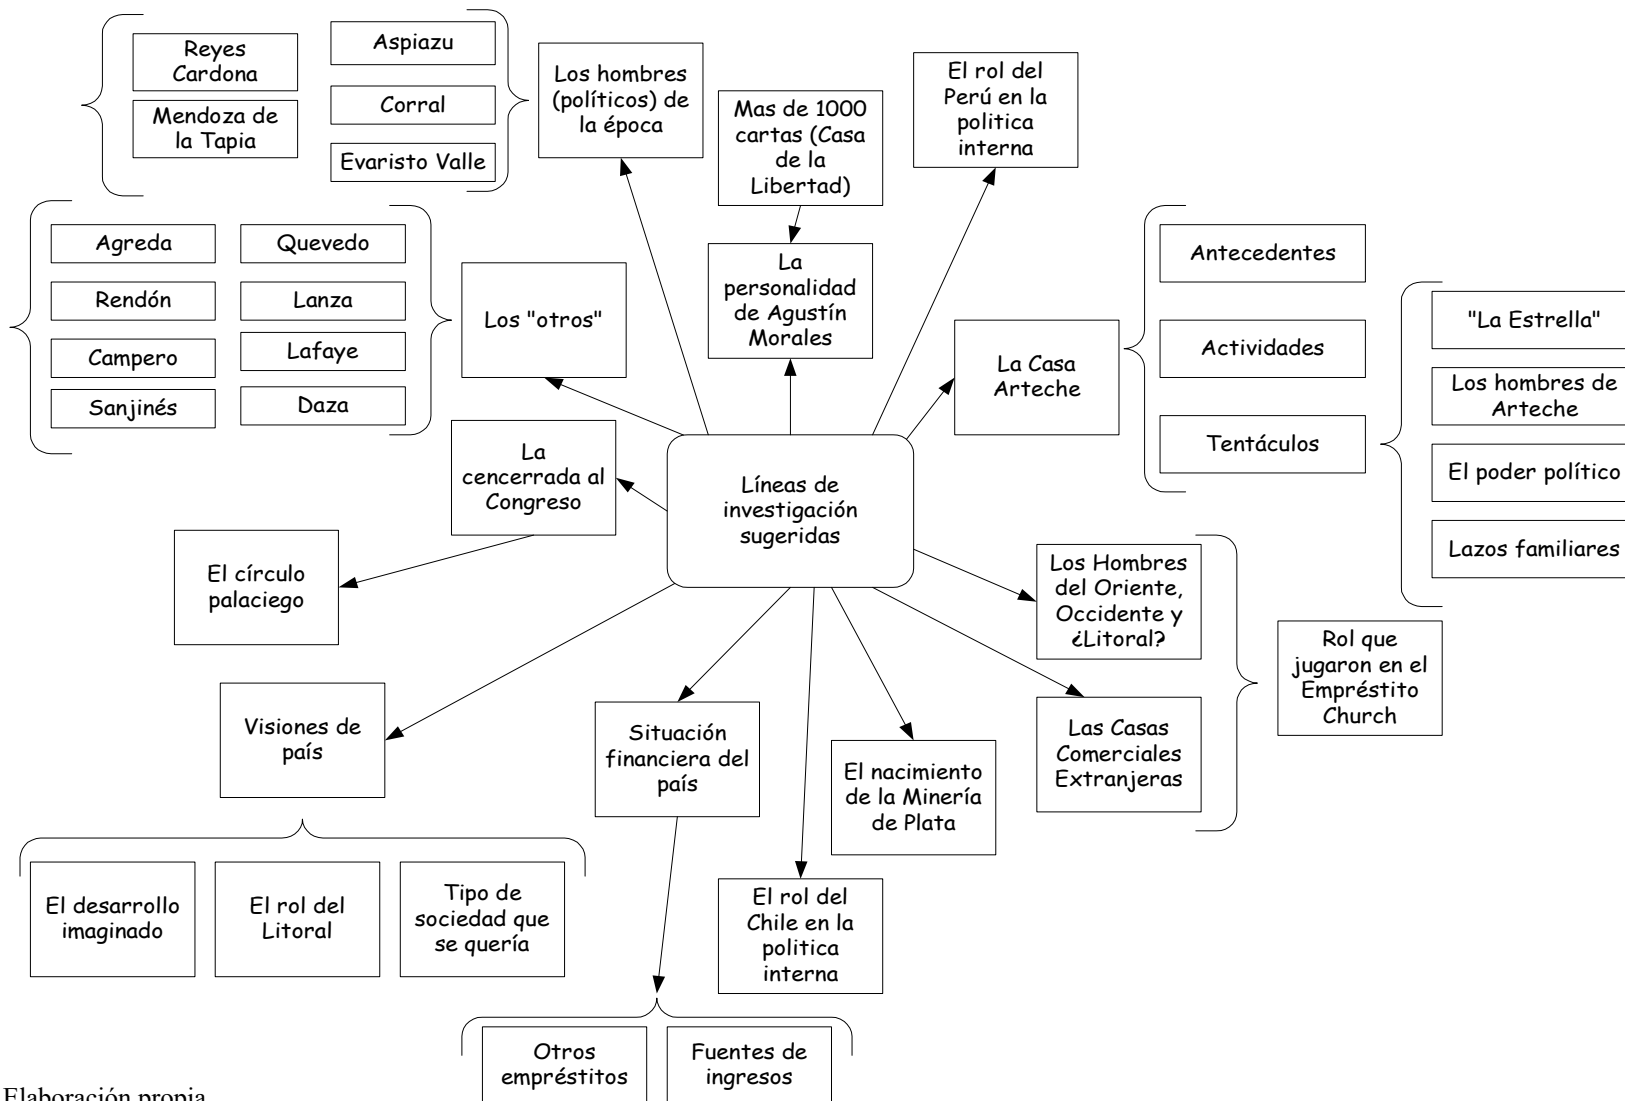 Reyes
Cardona
Mendoza de
la Tapia
Aspiazu
Corral
Evaristo Valle
Los hombres
(políticos) de
la época
Mas de 1000
cartas (Casa
de la
Libertad)
El rol del
Perú en la
politica
interna
Agreda
Rendón
Campero
Sanjinés
Quevedo
Lanza
Lafaye
Daza
Los "otros"
La
personalidad
de Agustín
Morales
La Casa
Arteche
Antecedentes
Actividades
Tentáculos
"La Estrella"
Los hombres de
Arteche
El poder político
Lazos familiares
La
cencerrada al
Congreso
Líneas de
investigación
sugeridas
El círculo
palaciego
Los Hombres
del Oriente,
Occidente y
¿Litoral?
Rol que
jugaron en el
Empréstito
Church
Visiones de
país
Situación
financiera del
país
El nacimiento
de la Minería
de Plata
Las Casas
Comerciales
Extranjeras
El desarrollo
imaginado
El rol del
Litoral
Tipo de
sociedad que
se quería
El rol del
Chile en la
politica
interna
Otros
empréstitos
Fuentes de
ingresos
Elaboración propia